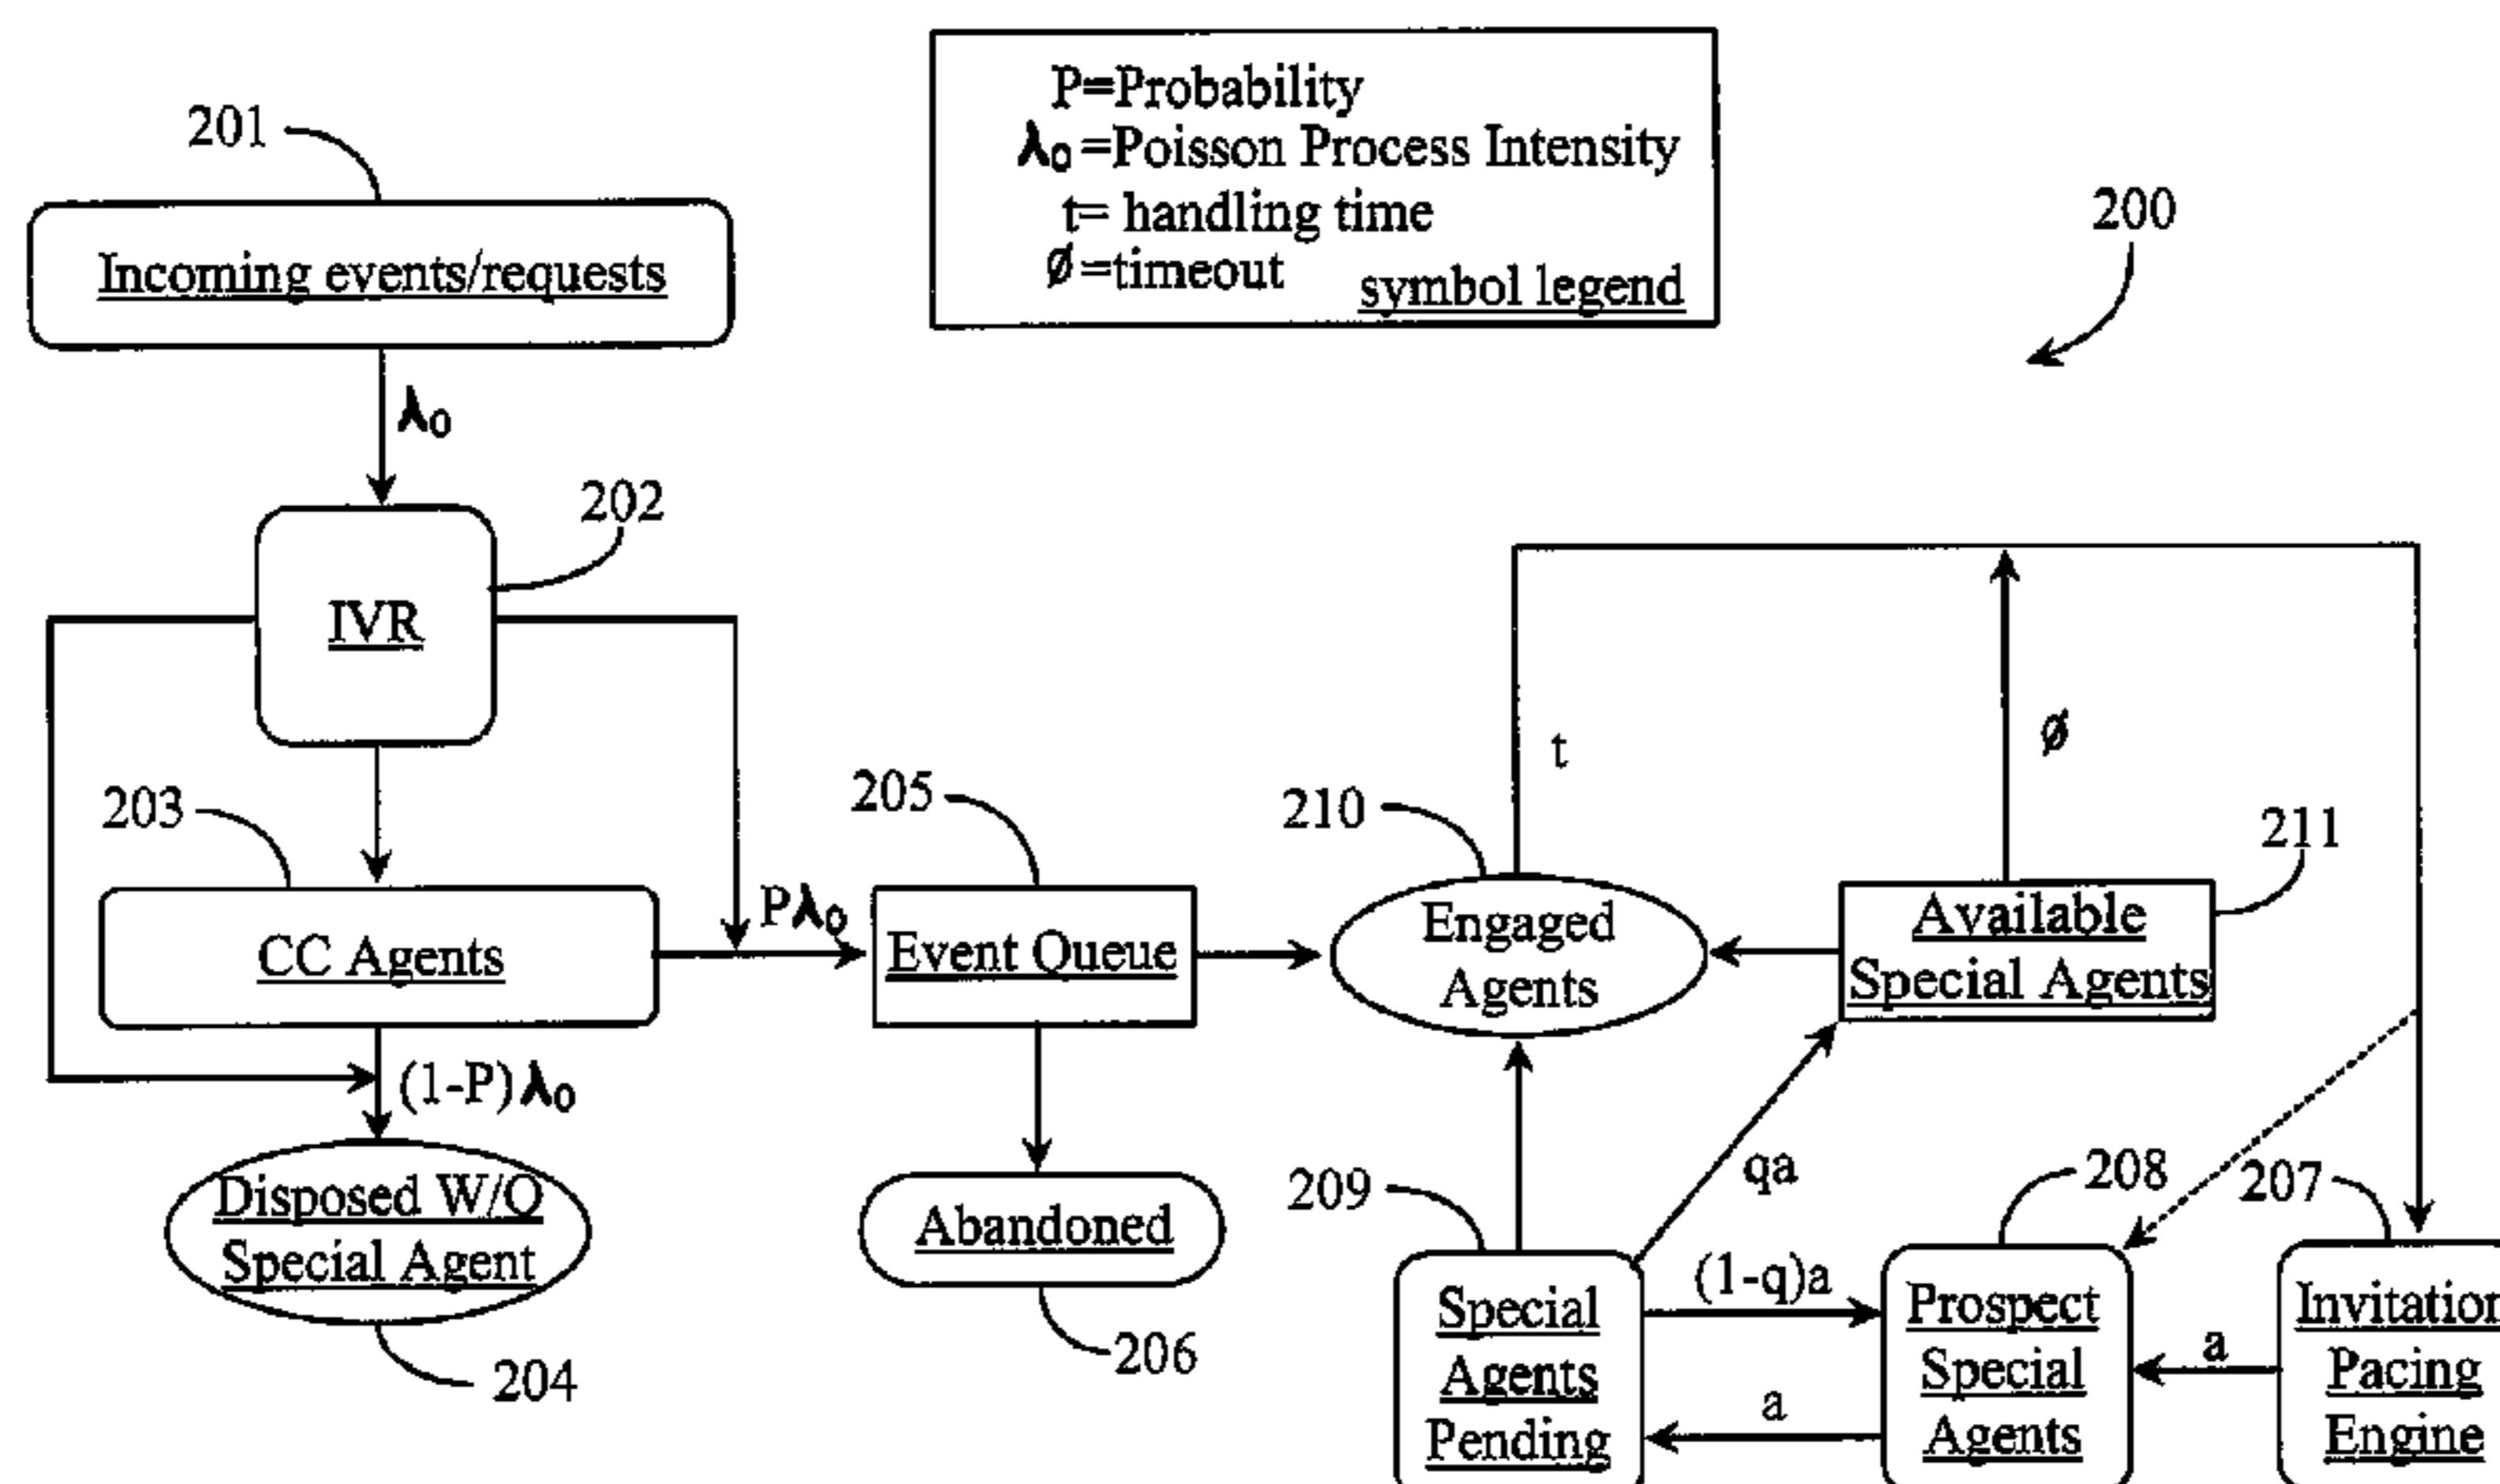 P=Probability
λ₀=Poisson Process Intensity
t= handling time
ø=timeout
symbol legend
200
201
Incoming events/requests
λ₀
202
IVR
203
CC Agents
Pλ₀
(1-P)λ₀
Disposed W/O
Special Agent
204
205
Event Queue
Abandoned
206
210
Engaged
Agents
t
ø
211
Available
Special Agents
qa
209
Special
Agents
Pending
(1-q)a
a
208
Prospect
Special
Agents
a
207
Invitation
Pacing
Engine